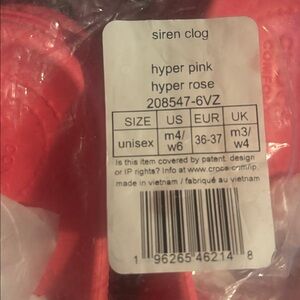 siren clog
hyper pink
hyper rose
208547-6VZ
SIZE US EUR UK
unisex m4/ w6 36-37 m3/ w4
Is this item covered by patent, design
or IP rights? Info at www.crocs.com/ip.
made in vietnam / fabriqué au vietnam
1 96265 46214 8